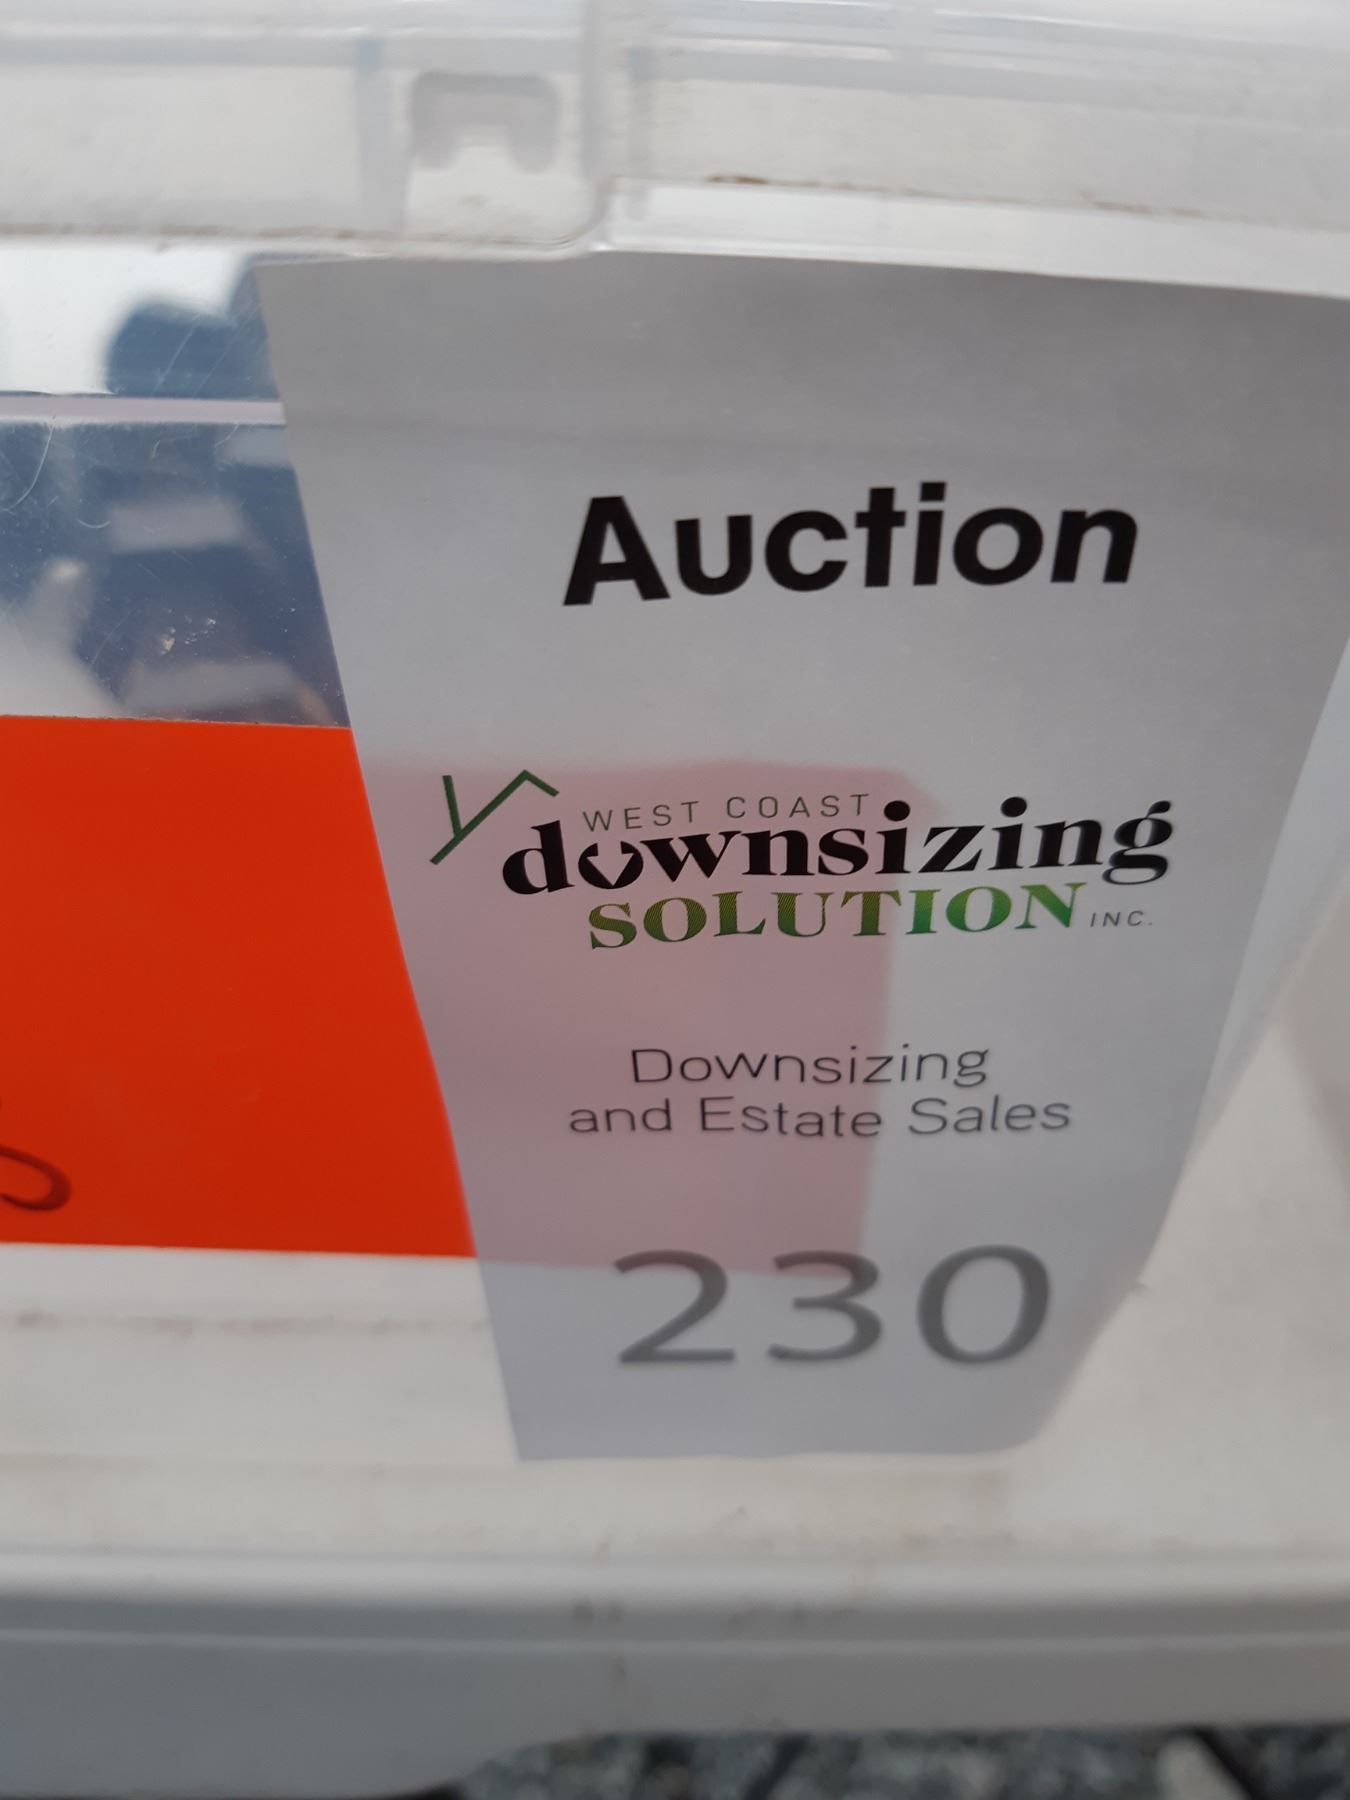 Auction
WEST COAST
downsizing
SOLUTION INC.
Downsizing
and Estate Sales
230